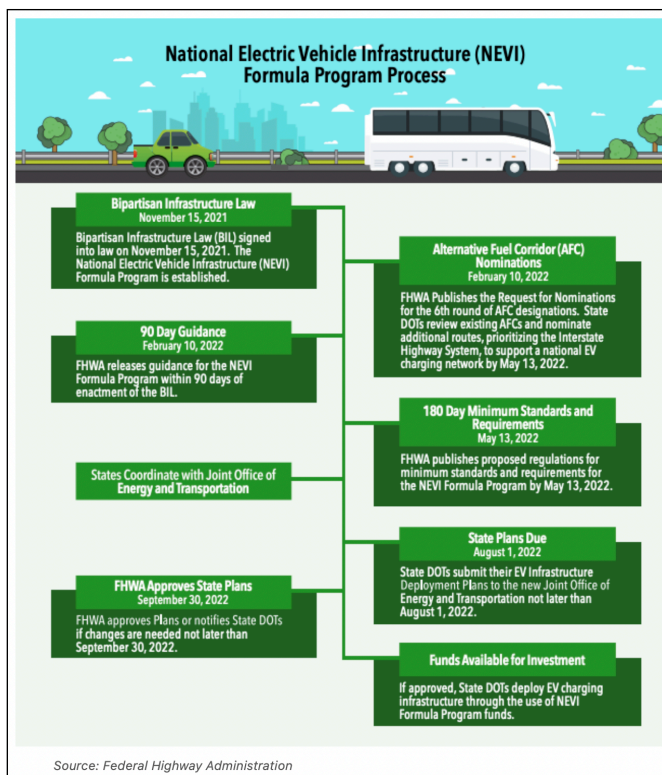 National Electric Vehicle Infrastructure (NEVI)
Formula Program Process
Bipartisan Infrastructure Law
November 15, 2021
Bipartisan Infrastructure Law (BIL) signed
into law on November 15, 2021. The
National Electric Vehicle Infrastructure (NEVI)
Formula Program is established.
Alternative Fuel Corridor (AFC)
Nominations
February 10, 2022
FHWA Publishes the Request for Nominations
for the 6th round of AFC designations. State
DOTs review existing AFCs and nominate
additional routes, prioritizing the Interstate
Highway System, to support a national EV
charging network by May 13, 2022.
90 Day Guidance
February 10, 2022
FHWA releases guidance for the NEVI
Formula Program within 90 days of
enactment of the BIL.
180 Day Minimum Standards and
Requirements
May 13, 2022
FHWA publishes proposed regulations for
minimum standards and requirements for
the NEVI Formula Program by May 13, 2022.
States Coordinate with Joint Office of
Energy and Transportation
State Plans Due
August 1, 2022
State DOTs submit their EV Infrastructure
Deployment Plans to the new Joint Office of
Energy and Transportation not later than
August 1, 2022.
FHWA Approves State Plans
September 30, 2022
FHWA approves Plans or notifies State DOTs
if changes are needed not later than
September 30, 2022.
Funds Available for Investment
If approved, State DOTs deploy EV charging
infrastructure through the use of NEVI
Formula Program funds.
Source: Federal Highway Administration